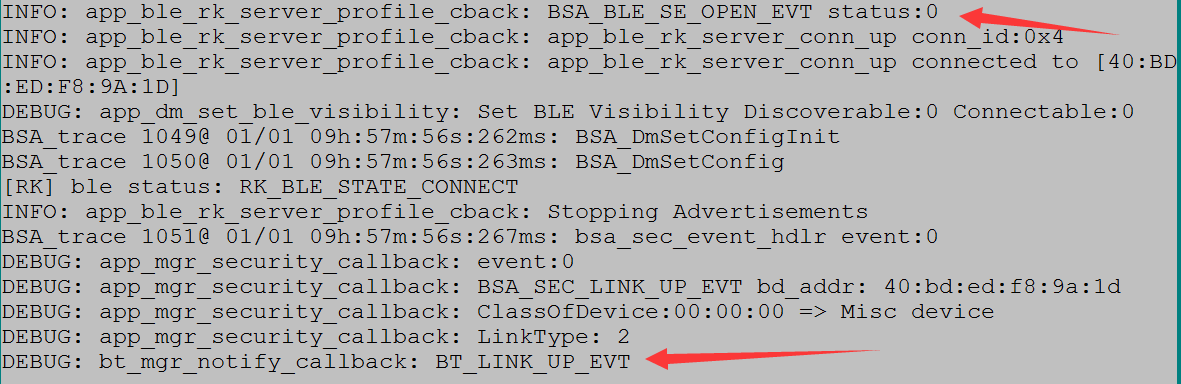 INFO: app_ble_rk_server_profile_cback: BSA_BLE_SE_OPEN_EVT status:0
INFO: app_ble_rk_server_profile_cback: app_ble_rk_server_conn_up conn_id:0x4
INFO: app_ble_rk_server_profile_cback: app_ble_rk_server_conn_up connected to [40:BD
:ED:F8:9A:1D]
DEBUG: app_dm_set_ble_visibility: Set BLE Visibility Discoverable:0 Connectable:0
BSA_trace 1049@ 01/01 09h:57m:56s:262ms: BSA_DmSetConfigInit
BSA_trace 1050@ 01/01 09h:57m:56s:263ms: BSA_DmSetConfig
[RK] ble status: RK_BLE_STATE_CONNECT
INFO: app_ble_rk_server_profile_cback: Stopping Advertisements
BSA_trace 1051@ 01/01 09h:57m:56s:267ms: bsa_sec_event_hdlr event:0
DEBUG: app_mgr_security_callback: event:0
DEBUG: app_mgr_security_callback: BSA_SEC_LINK_UP_EVT bd_addr: 40:bd:ed:f8:9a:1d
DEBUG: app_mgr_security_callback: ClassOfDevice:00:00:00 => Misc device
DEBUG: app_mgr_security_callback: LinkType: 2
DEBUG: bt_mgr_notify_callback: BT_LINK_UP_EVT